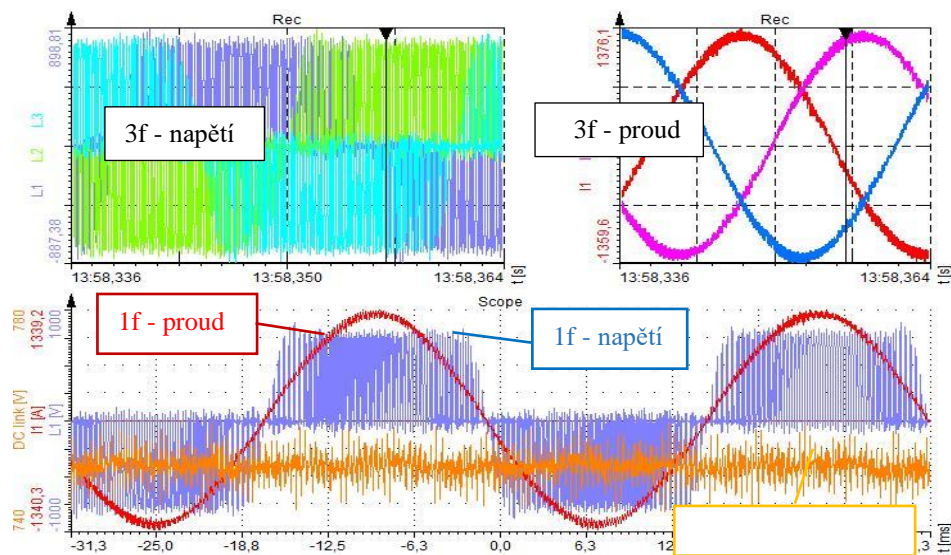 Rec
898,81
L3
L2
L1
-887,38
3f - napětí
13:58,336
13:58,350
13:58,364
t[s]
Rec
1376,1
I1
-1359,6
3f - proud
13:58,336
13:58,364
t[s]
Scope
780
1339,2
1000
DC link [V]
I1 [A]
L1 [V]
740
-1340,3
-1000
1f - proud
1f - napětí
-31,3
-25,0
-18,8
-12,5
-6,3
0,0
6,3
12
,3
t[ms]